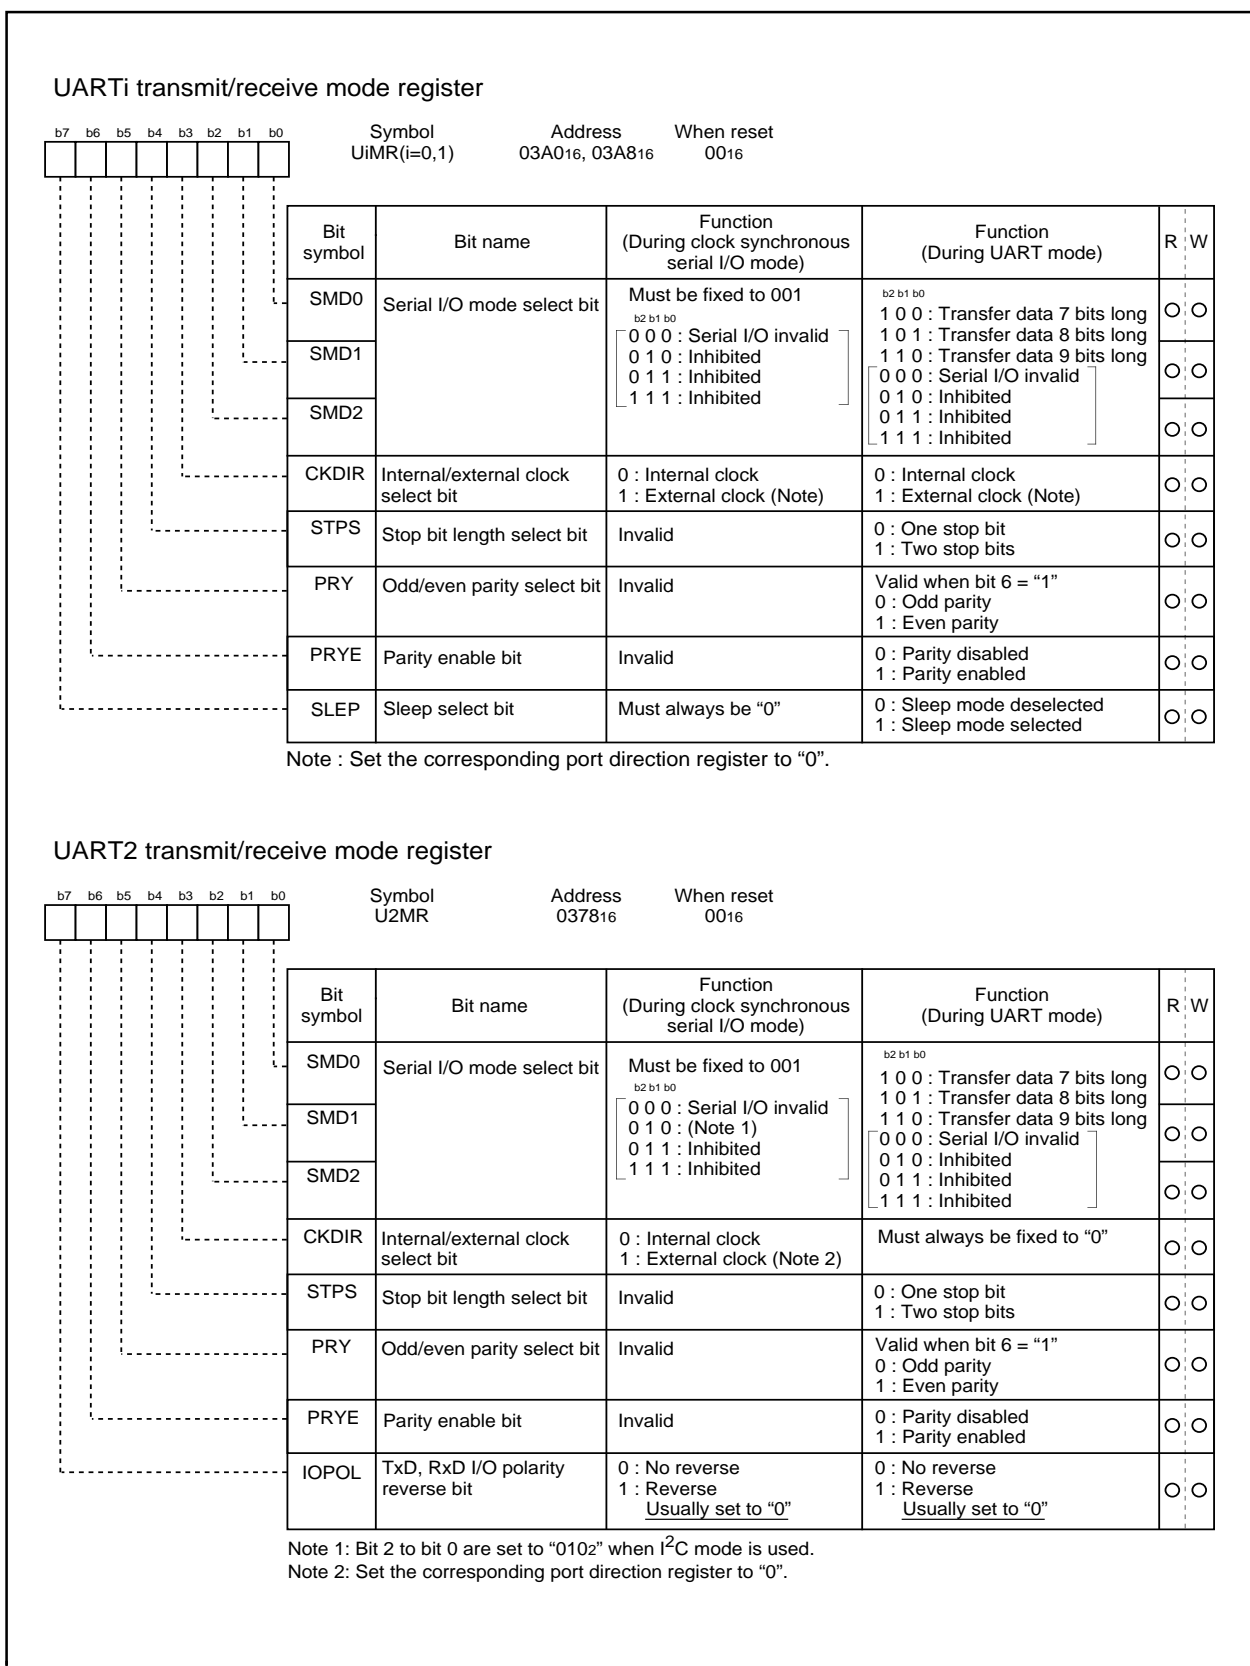 UARTi transmit/receive mode register
b7 b6 b5 b4 b3 b2 b1 b0
Symbol Address When reset
UiMR(i=0,1) 03A016, 03A816 0016
Bit symbol Bit name Function (During clock synchronous serial I/O mode) Function (During UART mode) R W
SMD0 Serial I/O mode select bit
SMD1
SMD2
Must be fixed to 001
b2 b1 b0
0 0 0 : Serial I/O invalid
0 1 0 : Inhibited
0 1 1 : Inhibited
1 1 1 : Inhibited
b2 b1 b0
1 0 0 : Transfer data 7 bits long
1 0 1 : Transfer data 8 bits long
1 1 0 : Transfer data 9 bits long
0 0 0 : Serial I/O invalid
0 1 0 : Inhibited
0 1 1 : Inhibited
1 1 1 : Inhibited
CKDIR Internal/external clock select bit
0 : Internal clock
1 : External clock (Note)
0 : Internal clock
1 : External clock (Note)
STPS Stop bit length select bit Invalid
0 : One stop bit
1 : Two stop bits
PRY Odd/even parity select bit Invalid
Valid when bit 6 = “1”
0 : Odd parity
1 : Even parity
PRYE Parity enable bit Invalid
0 : Parity disabled
1 : Parity enabled
SLEP Sleep select bit Must always be “0”
0 : Sleep mode deselected
1 : Sleep mode selected
Note : Set the corresponding port direction register to “0”.
UART2 transmit/receive mode register
b7 b6 b5 b4 b3 b2 b1 b0
Symbol Address When reset
U2MR 037816 0016
Bit symbol Bit name Function (During clock synchronous serial I/O mode) Function (During UART mode) R W
SMD0 Serial I/O mode select bit
SMD1
SMD2
Must be fixed to 001
b2 b1 b0
0 0 0 : Serial I/O invalid
0 1 0 : (Note 1)
0 1 1 : Inhibited
1 1 1 : Inhibited
b2 b1 b0
1 0 0 : Transfer data 7 bits long
1 0 1 : Transfer data 8 bits long
1 1 0 : Transfer data 9 bits long
0 0 0 : Serial I/O invalid
0 1 0 : Inhibited
0 1 1 : Inhibited
1 1 1 : Inhibited
CKDIR Internal/external clock select bit
0 : Internal clock
1 : External clock (Note 2)
Must always be fixed to “0”
STPS Stop bit length select bit Invalid
0 : One stop bit
1 : Two stop bits
PRY Odd/even parity select bit Invalid
Valid when bit 6 = “1”
0 : Odd parity
1 : Even parity
PRYE Parity enable bit Invalid
0 : Parity disabled
1 : Parity enabled
IOPOL TxD, RxD I/O polarity reverse bit
0 : No reverse
1 : Reverse
Usually set to “0”
0 : No reverse
1 : Reverse
Usually set to “0”
Note 1: Bit 2 to bit 0 are set to “0102” when I2C mode is used.
Note 2: Set the corresponding port direction register to “0”.